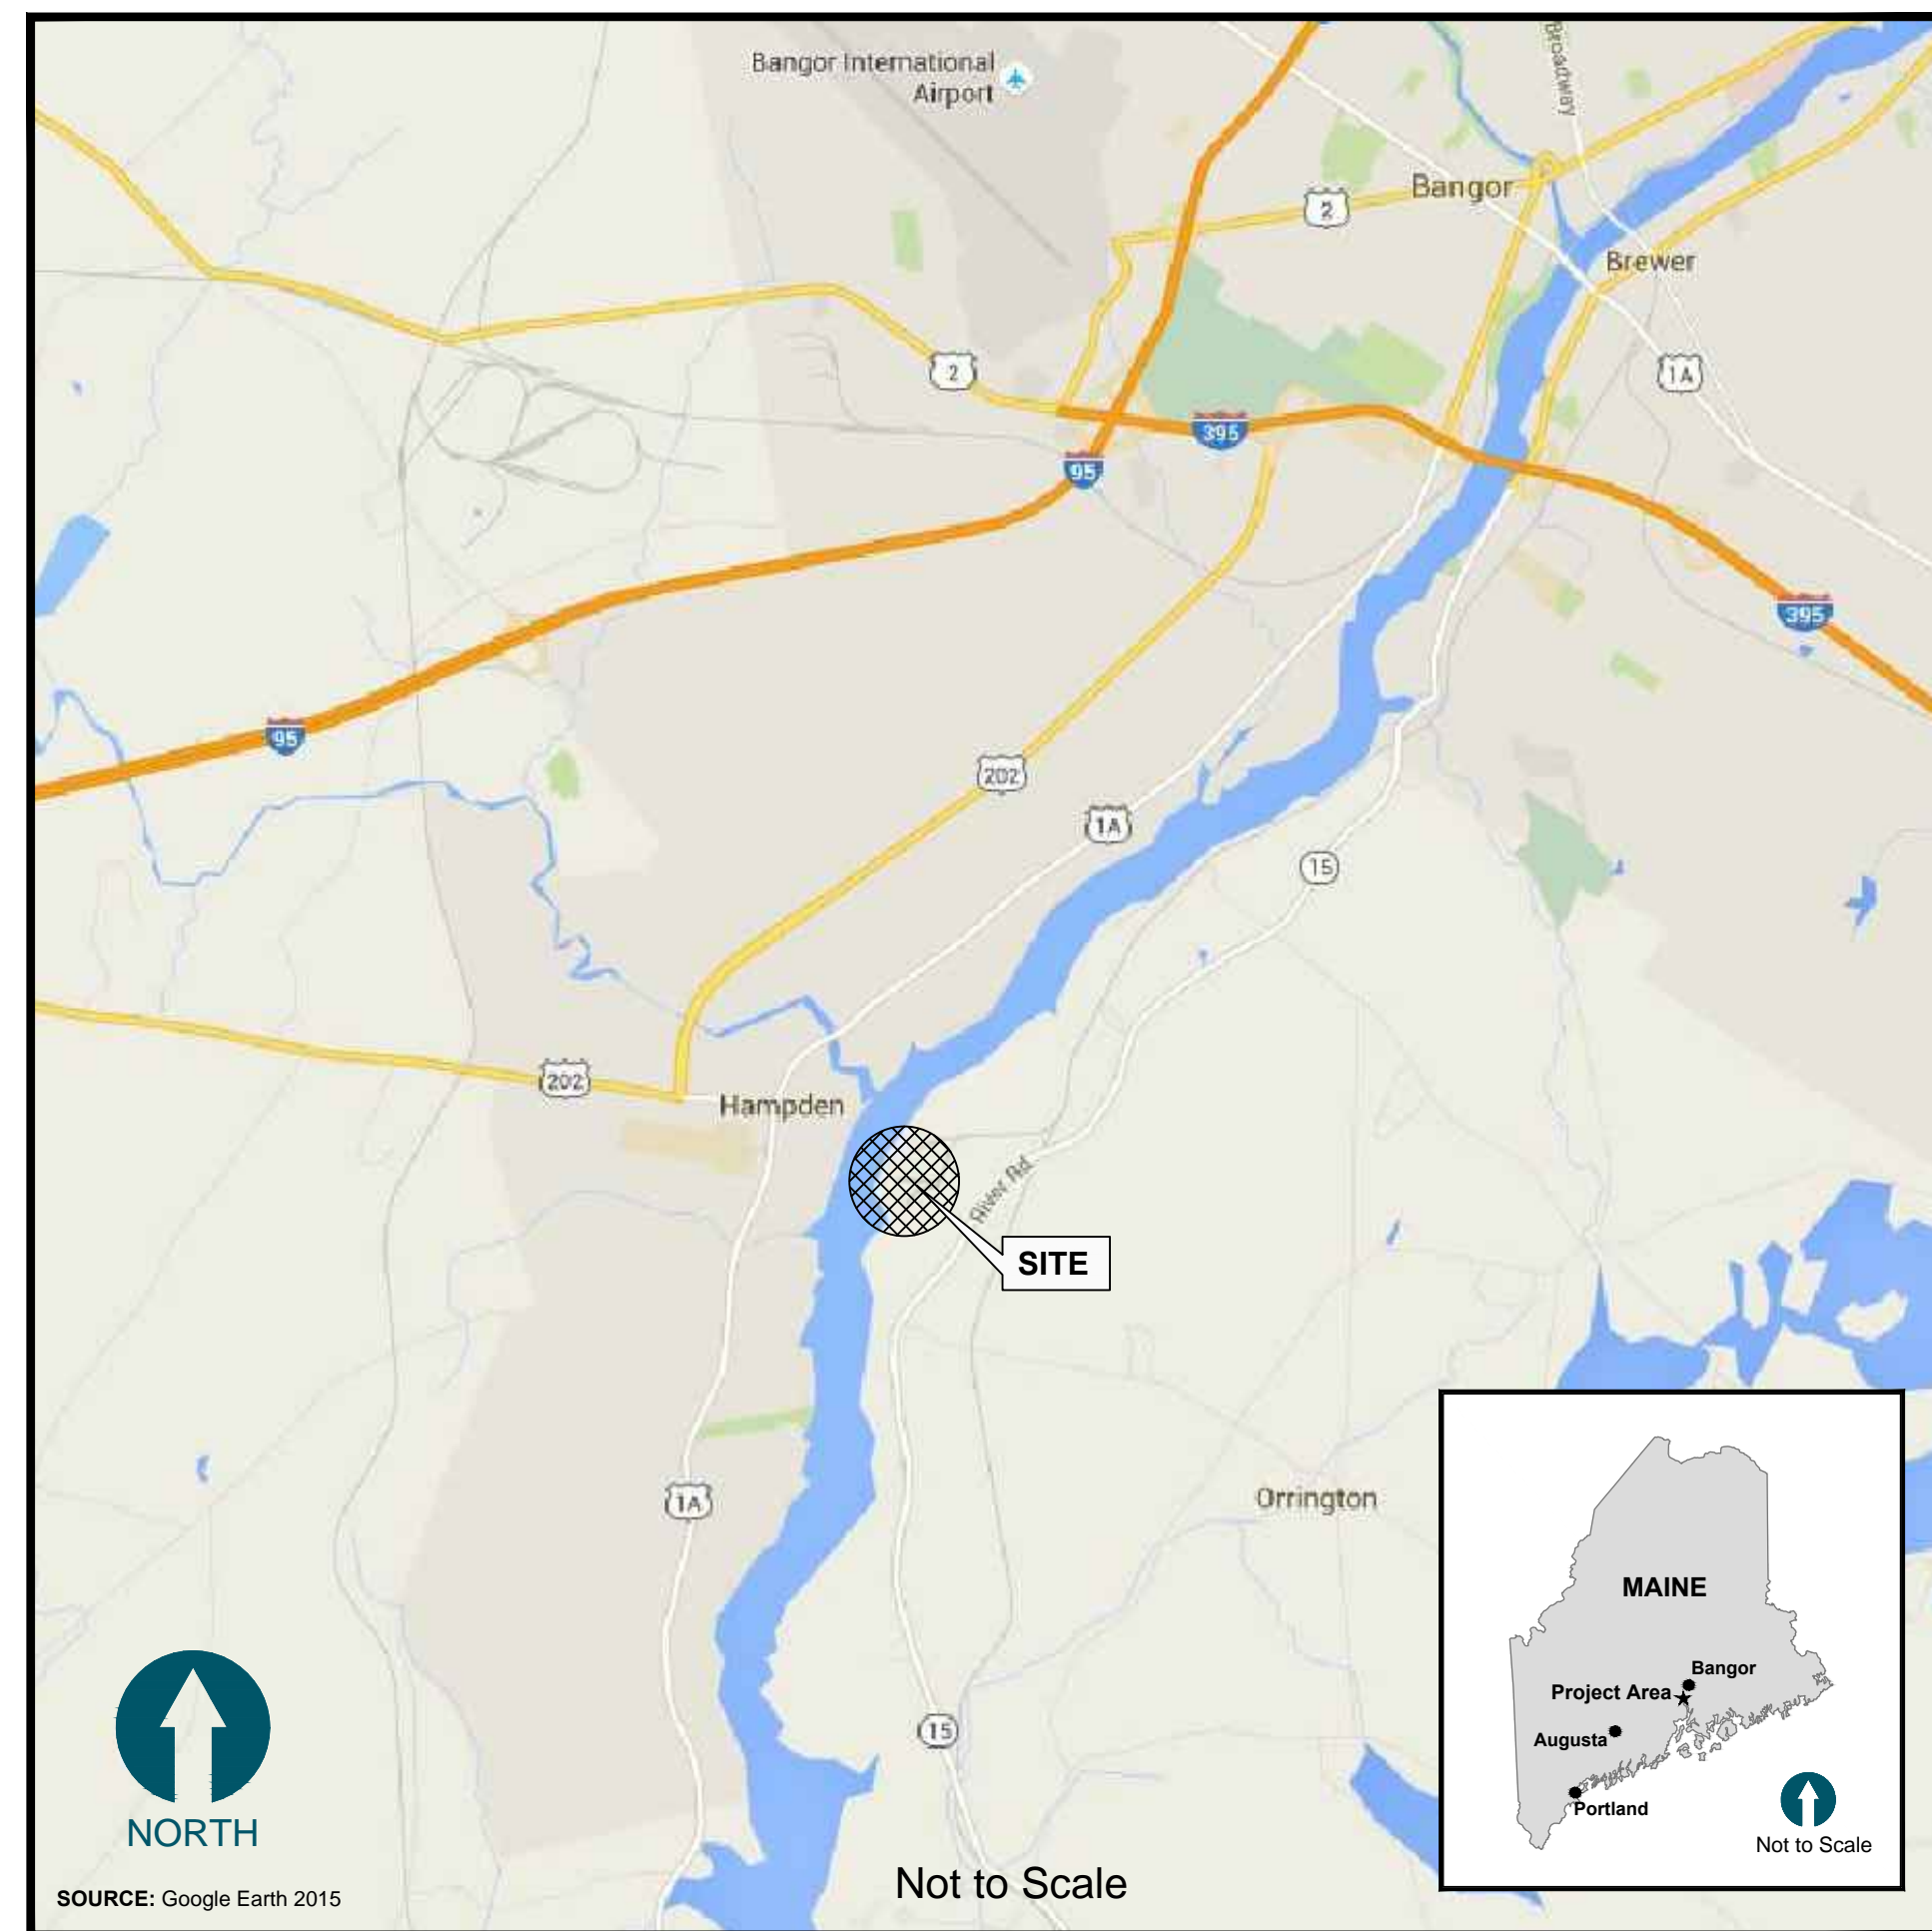 Bangor International
Airport
Broadway
2
Bangor
Brewer
2
1A
395
95
395
95
202
1A
15
202
Hampden
River Rd
SITE
1A
Orrington
15
MAINE
Bangor
Project Area
Augusta
Portland
Not to Scale
NORTH
Not to Scale
SOURCE: Google Earth 2015